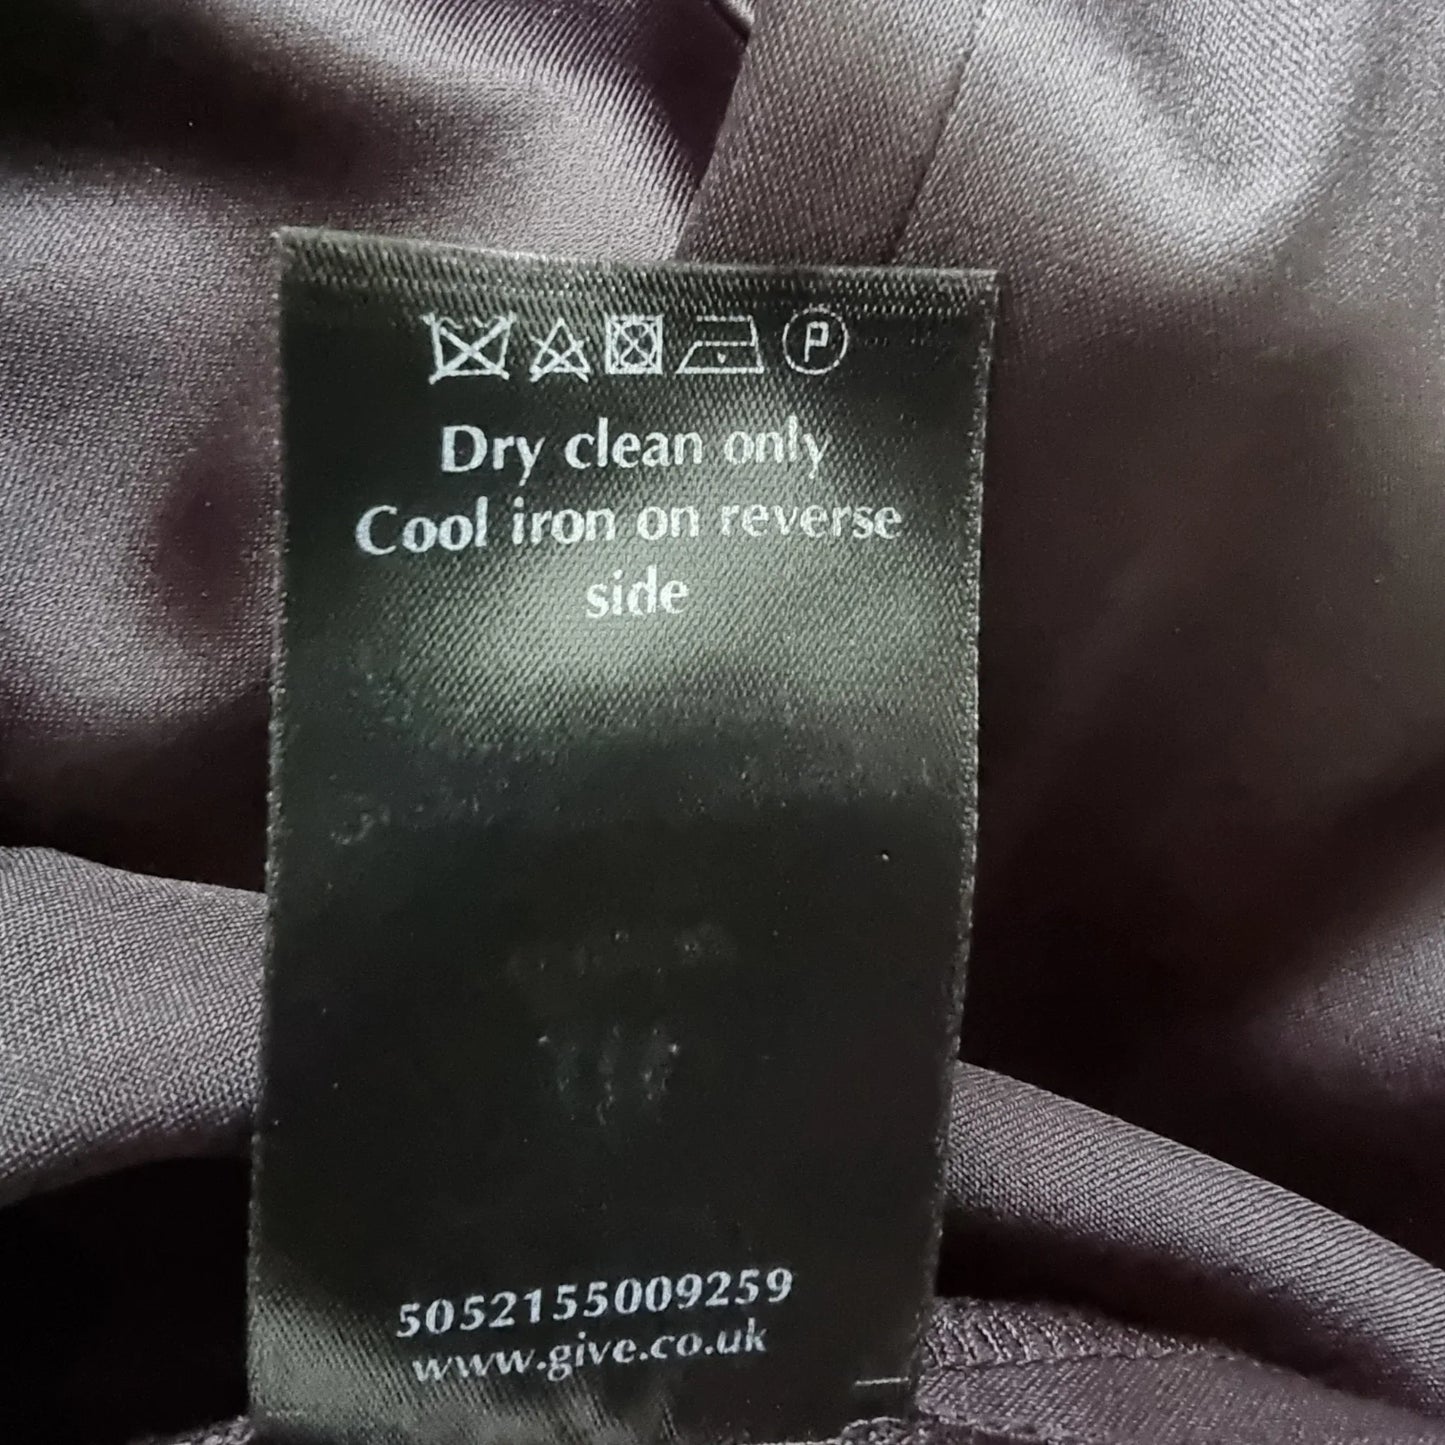 P
Dry clean only
Cool iron on reverse
side
5052155009259
www.give.co.uk